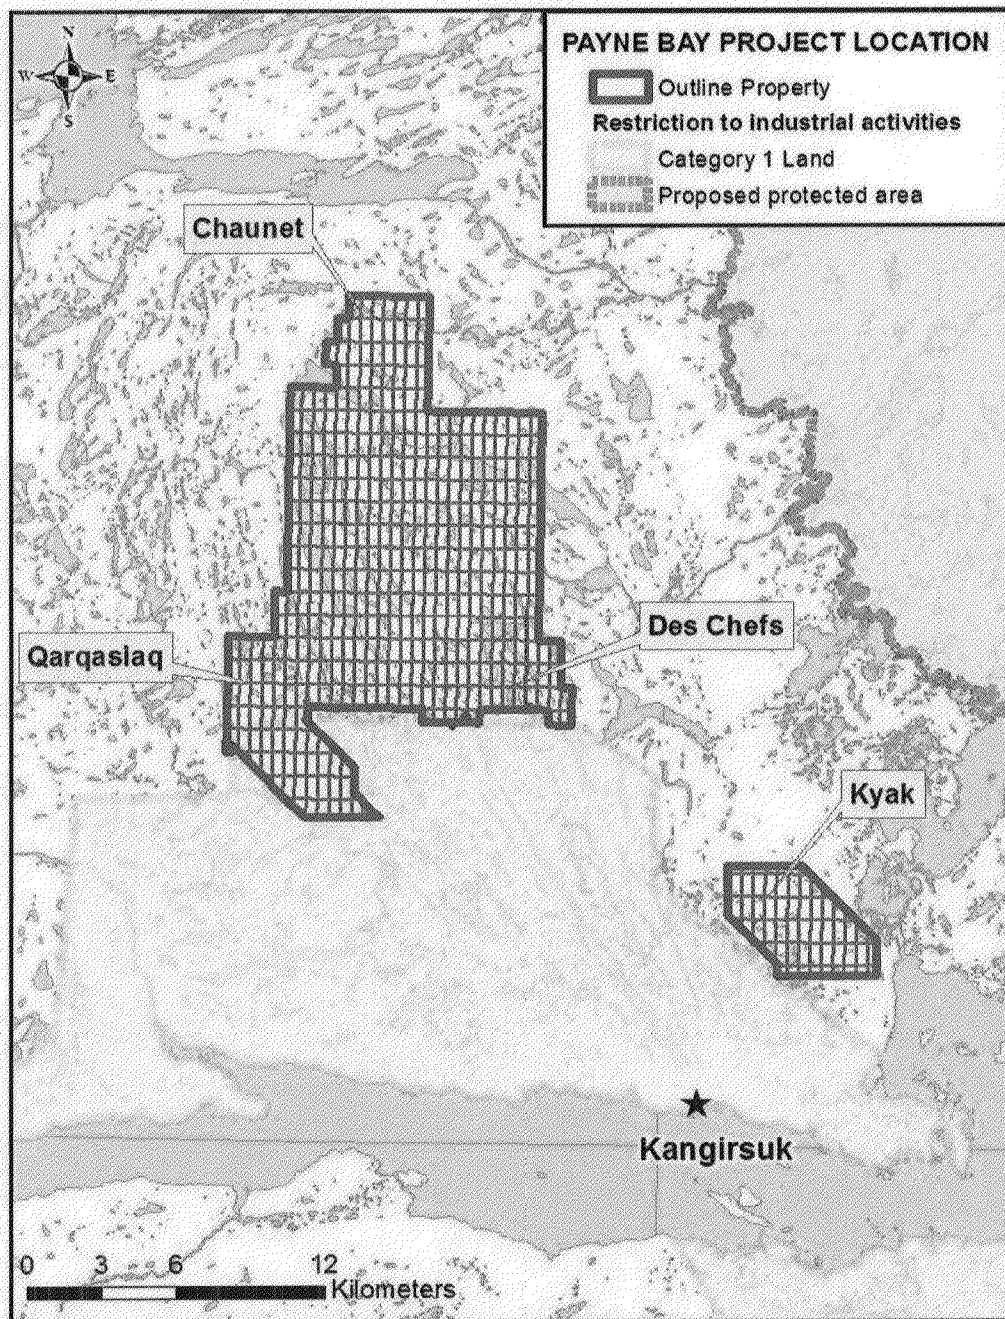 PAYNE BAY PROJECT LOCATION
Outline Property
Restriction to industrial activities
Category 1 Land
Proposed protected area
N
W E
S
Chaunet
Des Chefs
Qarqasiaq
Kyak
Kangirsuk
0 3 6 12
Kilometers